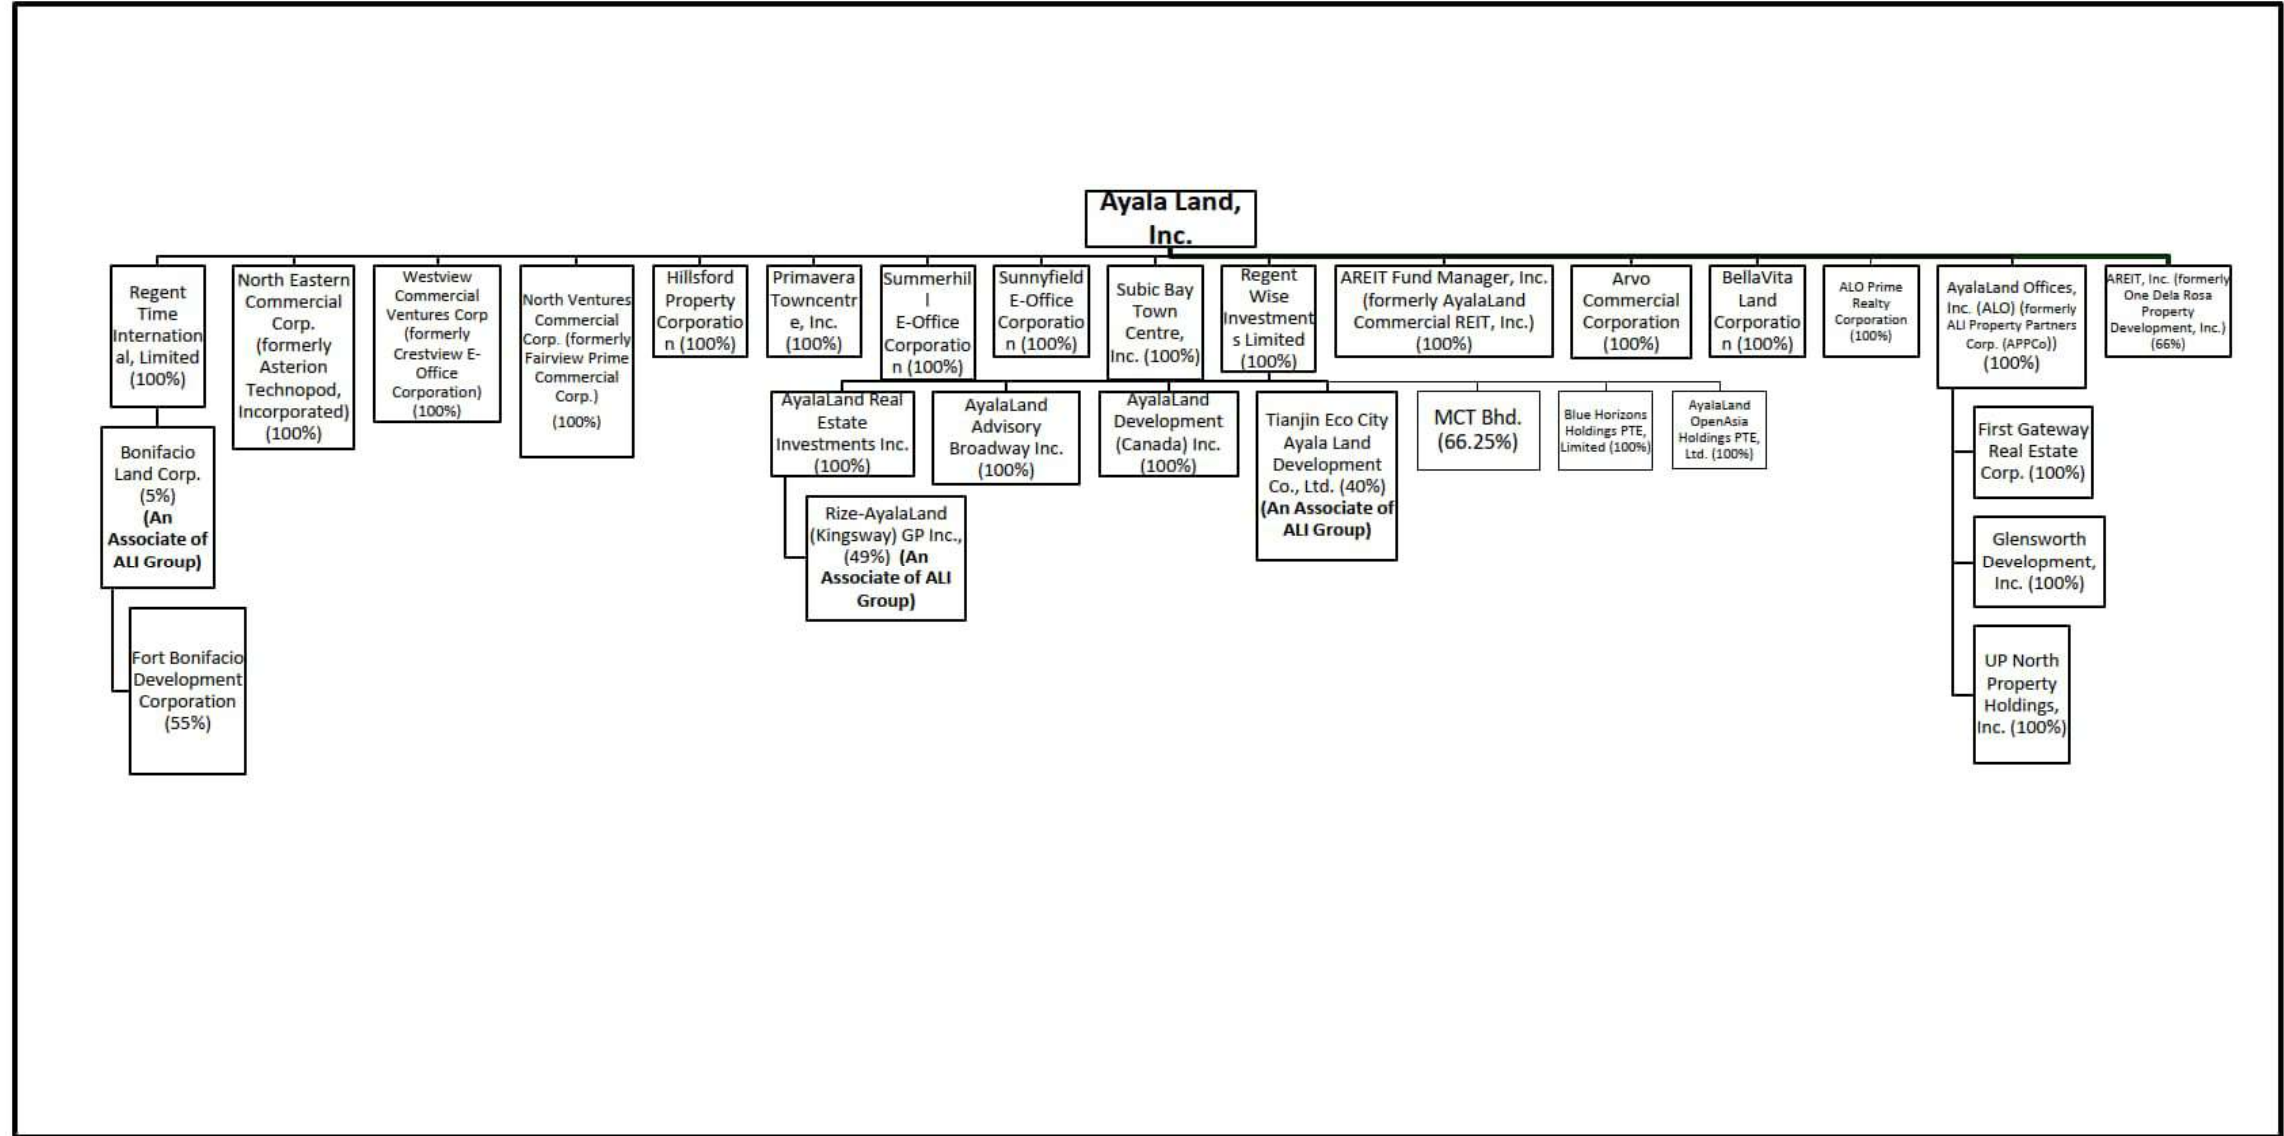 Ayala Land,
Inc.
Regent
Time
Internation
al, Limited
(100%)
North Eastern
Commercial
Corp.
(formerly
Asterion
Technopod,
Incorporated)
(100%)
Westview
Commercial
Ventures Corp
(formerly
Crestview E-
Office
Corporation)
(100%)
North Ventures
Commercial
Corp. (formerly
Fairview Prime
Commercial
Corp.)
(100%)
Hillsford
Property
Corporatio
n (100%)
Primavera
Towncentr
e, Inc.
(100%)
Summerhil
l
E-Office
Corporatio
n (100%)
Sunnyfield
E-Office
Corporatio
n (100%)
Subic Bay
Town
Centre,
Inc. (100%)
Regent
Wise
Investment
s Limited
(100%)
AREIT Fund Manager, Inc.
(formerly AyalaLand
Commercial REIT, Inc.)
(100%)
Arvo
Commercial
Corporation
(100%)
BellaVita
Land
Corporatio
n (100%)
ALO Prime
Realty
Corporation
(100%)
AyalaLand Offices,
Inc. (ALO) (formerly
ALI Property Partners
Corp. (APPCo))
(100%)
AREIT, Inc. (formerly
One Dela Rosa
Property
Development, Inc.)
(66%)
Bonifacio
Land Corp.
(5%)
(An
Associate of
ALI Group)
Fort Bonifacio
Development
Corporation
(55%)
AyalaLand Real
Estate
Investments Inc.
(100%)
Rize-AyalaLand
(Kingsway) GP Inc.,
(49%) (An
Associate of ALI
Group)
AyalaLand
Advisory
Broadway Inc.
(100%)
AyalaLand
Development
(Canada) Inc.
(100%)
Tianjin Eco City
Ayala Land
Development
Co., Ltd. (40%)
(An Associate of
ALI Group)
MCT Bhd.
(66.25%)
Blue Horizons
Holdings PTE,
Limited (100%)
AyalaLand
OpenAsia
Holdings PTE,
Ltd. (100%)
First Gateway
Real Estate
Corp. (100%)
Glensworth
Development,
Inc. (100%)
UP North
Property
Holdings,
Inc. (100%)